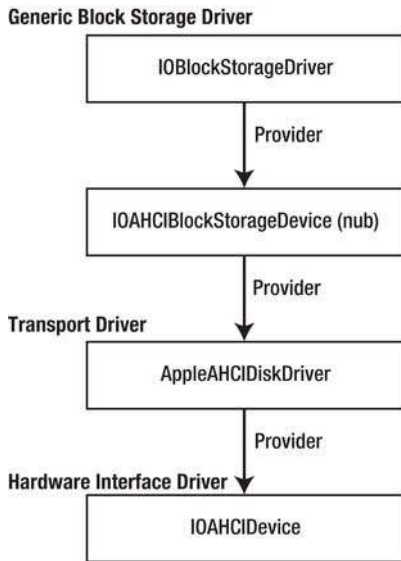 Generic Block Storage Driver
IOBlockStorageDriver
Provider
IOAHCIBlockStorageDevice (nub)
Provider
Transport Driver
AppleAHCIDiskDriver
Provider
Hardware Interface Driver
IOAHCIDevice